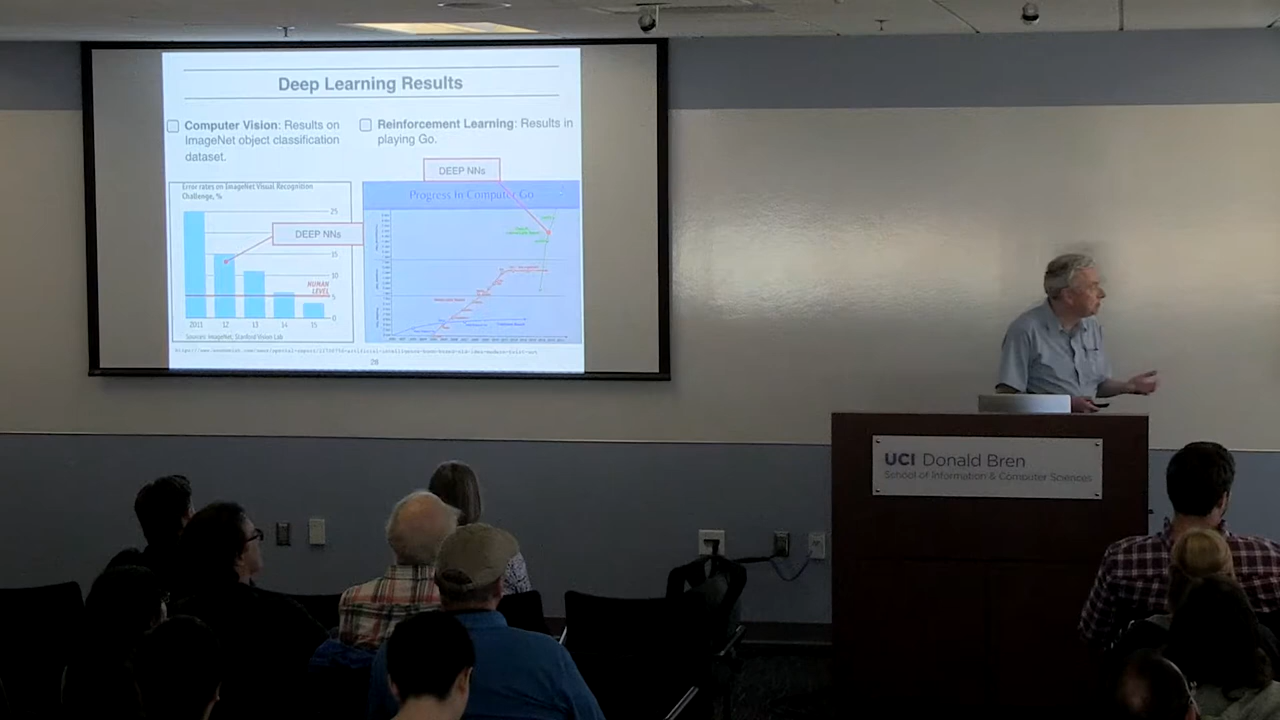 Deep Learning Results
Computer Vision: Results on
ImageNet object classification
dataset.
Reinforcement Learning: Results in
playing Go.
DEEP NNs
Error rates on ImageNet Visual Recognition
Challenge, %
25
DEEP NNs
15
10
HUMAN
LEVEL
5
0
2011 12 13 14 15
Sources: ImageNet, Stanford Vision Lab
Progress In Computer Go
28
UCI Donald Bren
School of Information & Computer Sciences